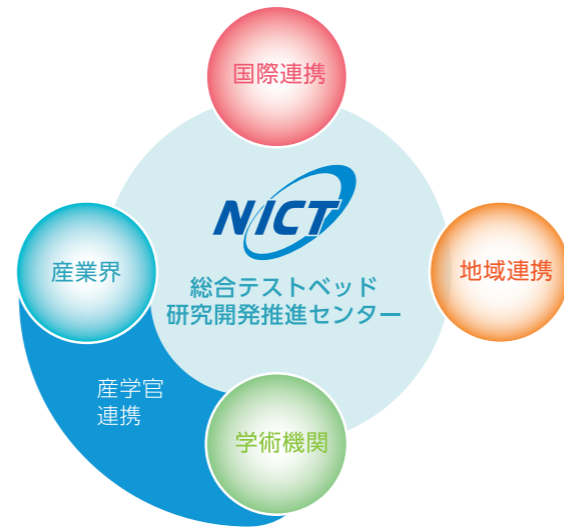 国際連携
NICT
産業界
総合テストベッド
研究開発推進センター
地域連携
産学官
連携
学術機関